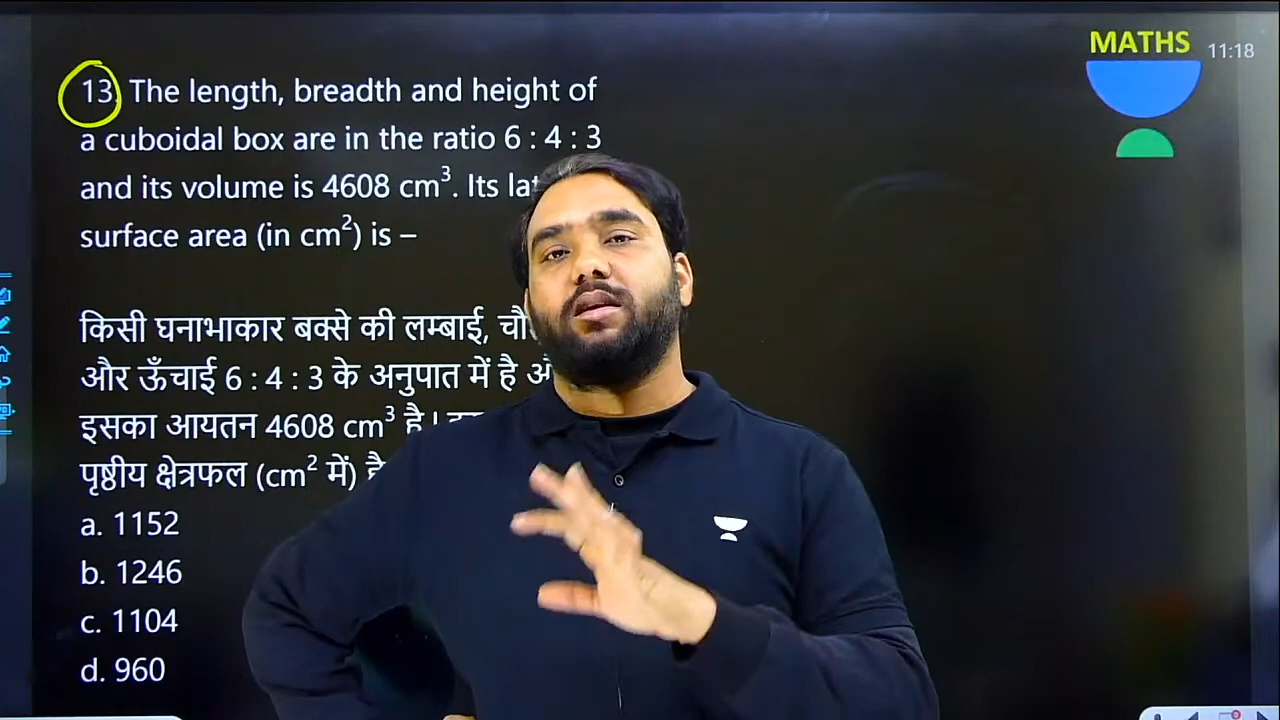 MATHS
11:18
13. The length, breadth and height of
a cuboidal box are in the ratio 6 : 4 : 3
and its volume is 4608 cm³. Its
surface area (in cm²) is –
किसी घनाभाकार बक्से की लम्बाई,
और ऊँचाई 6 : 4 : 3 के अनुपात में है
इसका आयतन 4608 cm³ है।
पृष्ठीय क्षेत्रफल (cm² में)
a. 1152
b. 1246
c. 1104
d. 960